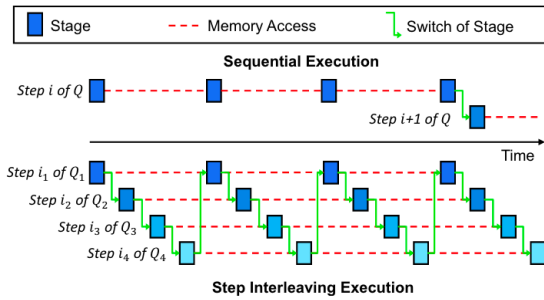 Stage Memory Access Switch of Stage
Sequential Execution
Step i of Q
Step i+1 of Q
Time
Step i₁ of Q₁
Step i₂ of Q₂
Step i₃ of Q₃
Step i₄ of Q₄
Step Interleaving Execution